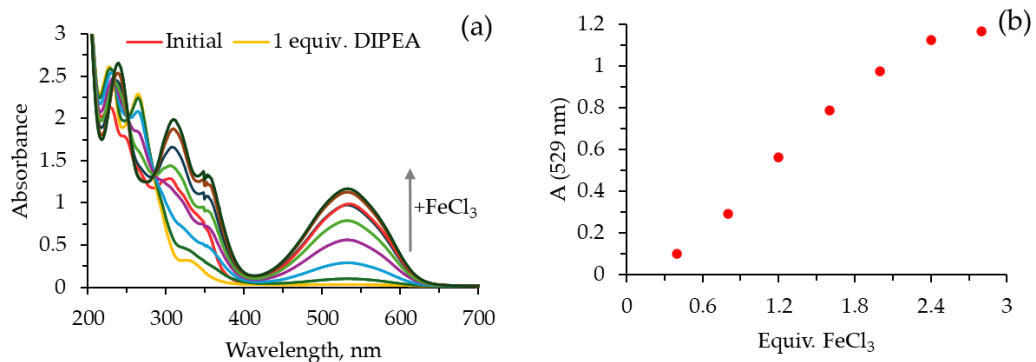 (a)
Initial 1 equiv. DIPEA
3
2.5
2
1.5
1
0.5
0
Absorbance
+FeCl₃
200 300 400 500 600 700
Wavelength, nm
(b)
1.2
1
0.8
0.6
0.4
0.2
0
A (529 nm)
0 0.6 1.2 1.8 2.4 3
Equiv. FeCl₃